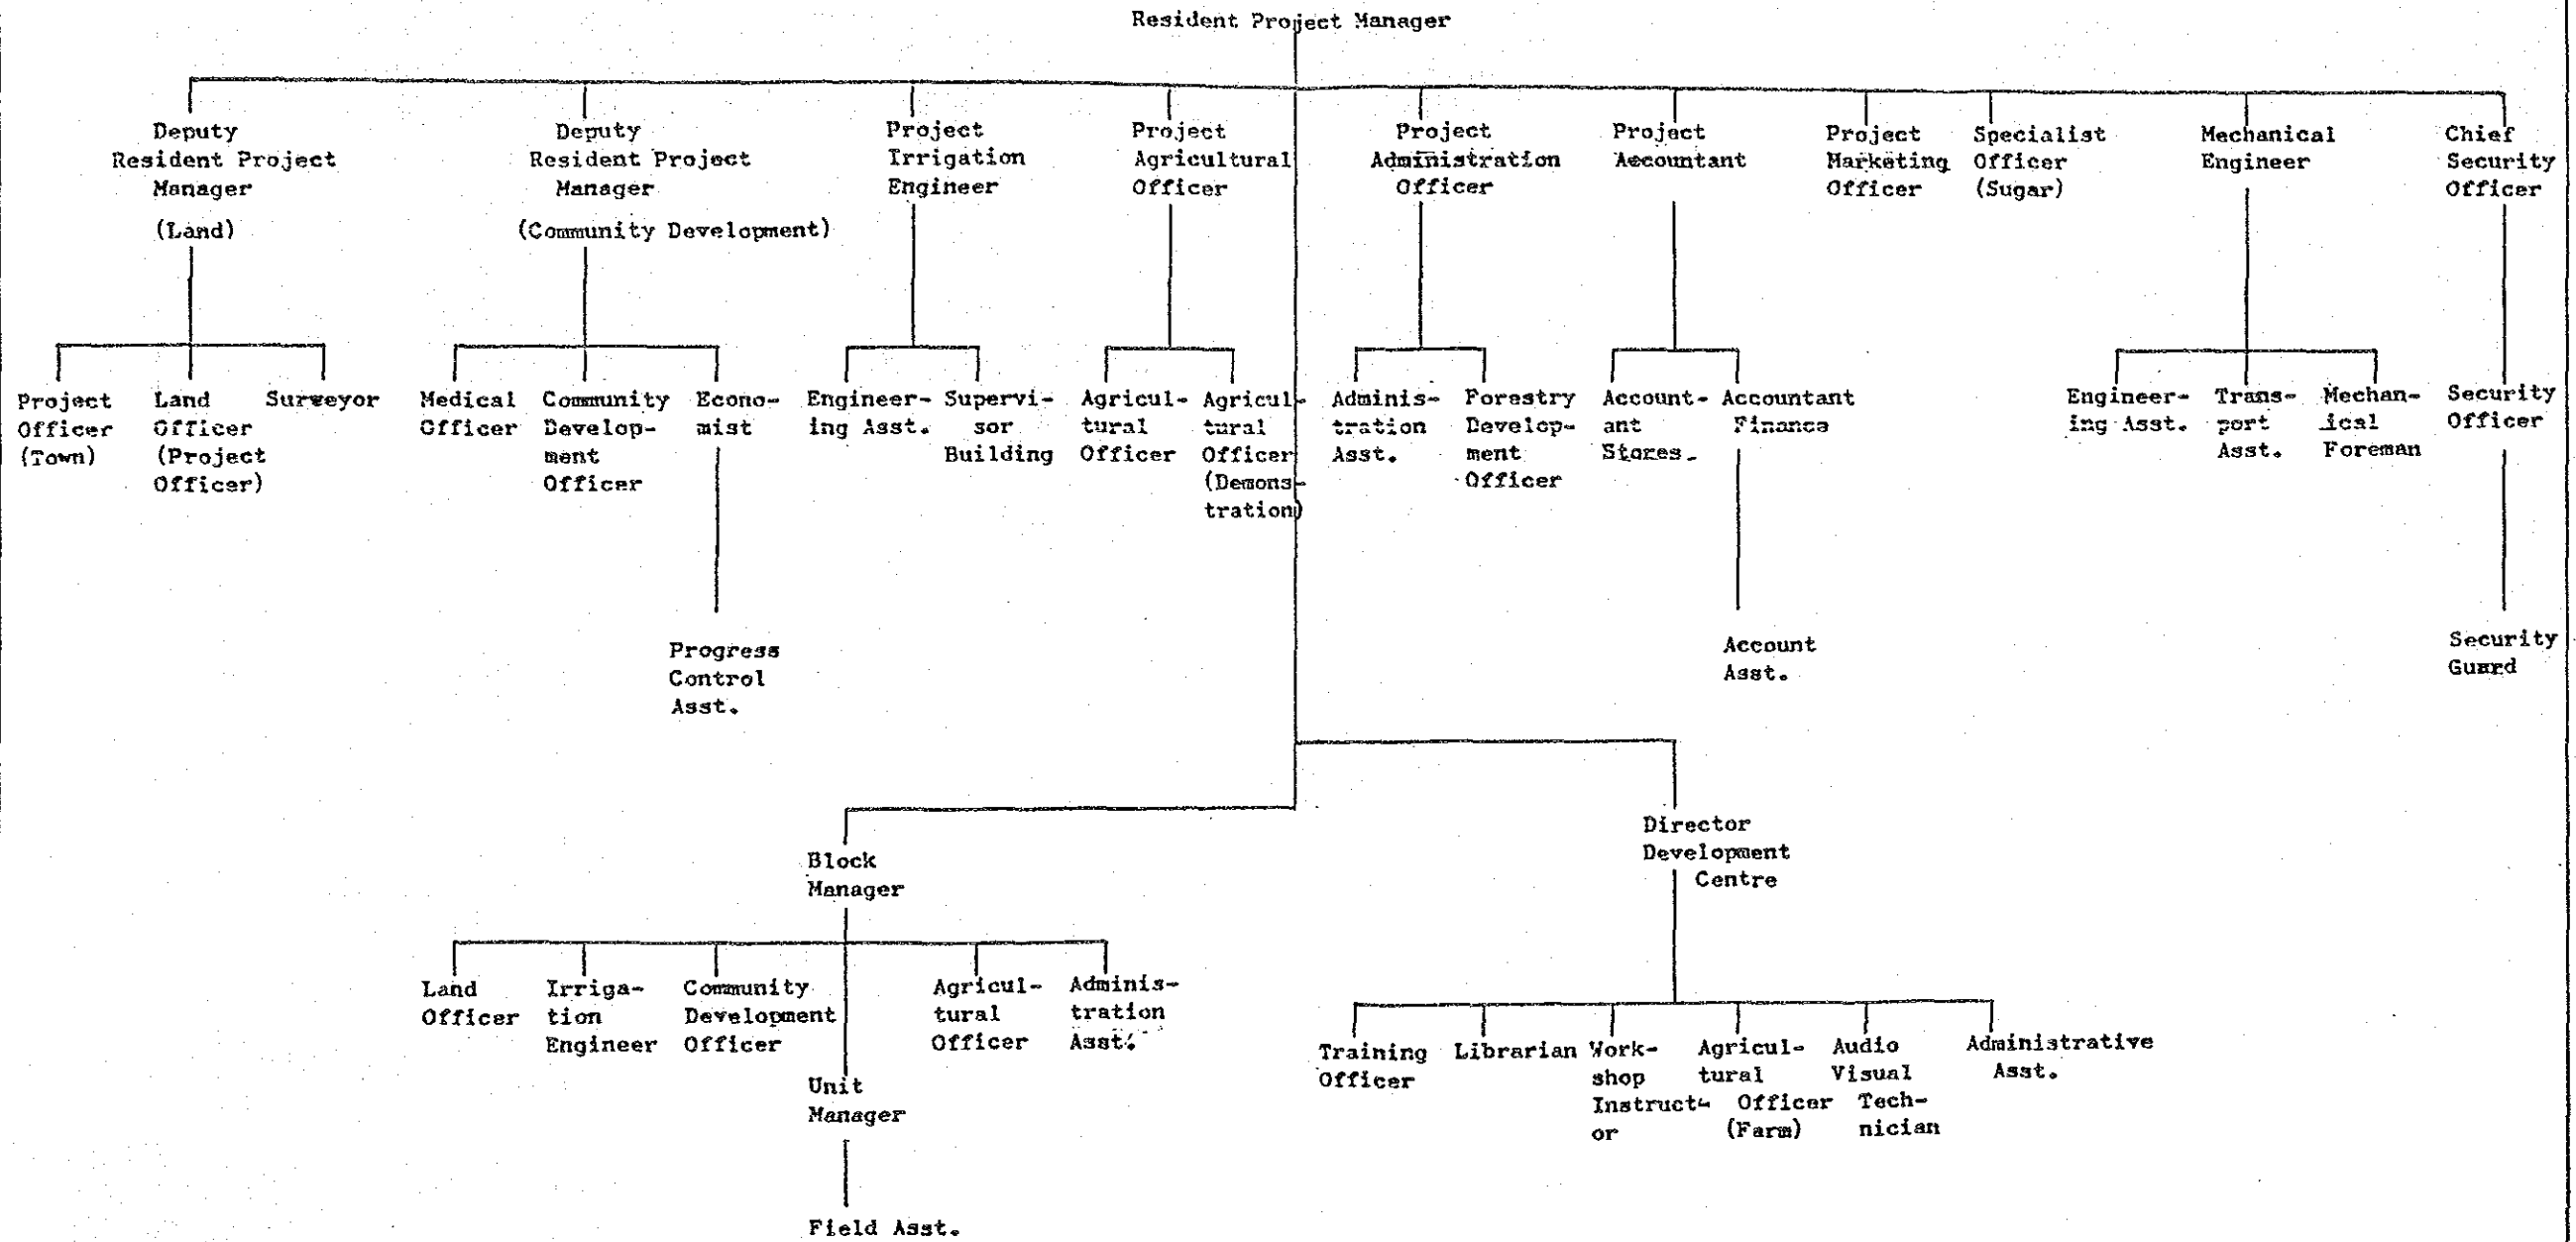 Resident Project Manager
Deputy
Resident Project
Manager
(Land)
Deputy
Resident Project
Manager
(Community Development)
Project
Irrigation
Engineer
Project
Agricultural
Officer
Project
Administration
Officer
Project
Accountant
Project
Marketing
Officer
Specialist
Officer
(Sugar)
Mechanical
Engineer
Chief
Security
Officer
Project
Officer
(Town)
Land
Officer
(Project
Officer)
Surveyor
Medical
Officer
Community
Develop-
ment
Officer
Econo-
mist
Engineer-
ing Asst.
Supervi-
sor
Building
Agricul-
tural
Officer
Agricul-
tural
Officer
(Demons-
tration)
Adminis-
tration
Asst.
Forestry
Develop-
ment
Officer
Account-
ant
Stores
Accountant
Finance
Engineer-
ing Asst.
Trans-
port
Asst.
Mechan-
ical
Foreman
Security
Officer
Progress
Control
Asst.
Account
Asst.
Security
Guard
Block
Manager
Director
Development
Centre
Land
Officer
Irriga-
tion
Engineer
Community
Development
Officer
Agricul-
tural
Officer
Adminis-
tration
Asst.
Unit
Manager
Field Asst.
Training
Officer
Librarian
Work-
shop
Instruct-
or
Agricul-
tural
Officer
(Farm)
Audio
Visual
Tech-
nician
Administrative
Asst.